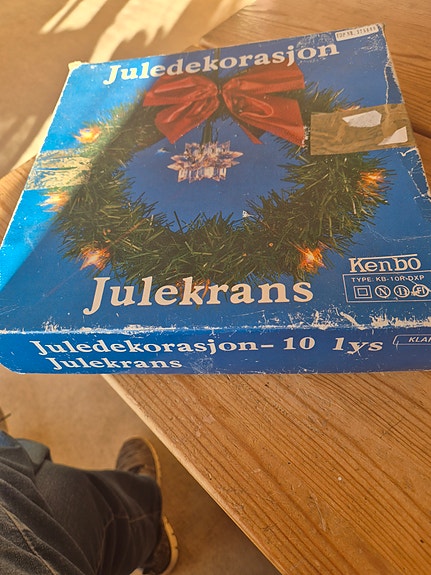 Juledekorasjon
Julekrans
Kenbo
TYPE: KB-10R-DXP
Juledekorasjon - 10 lys
Julekrans